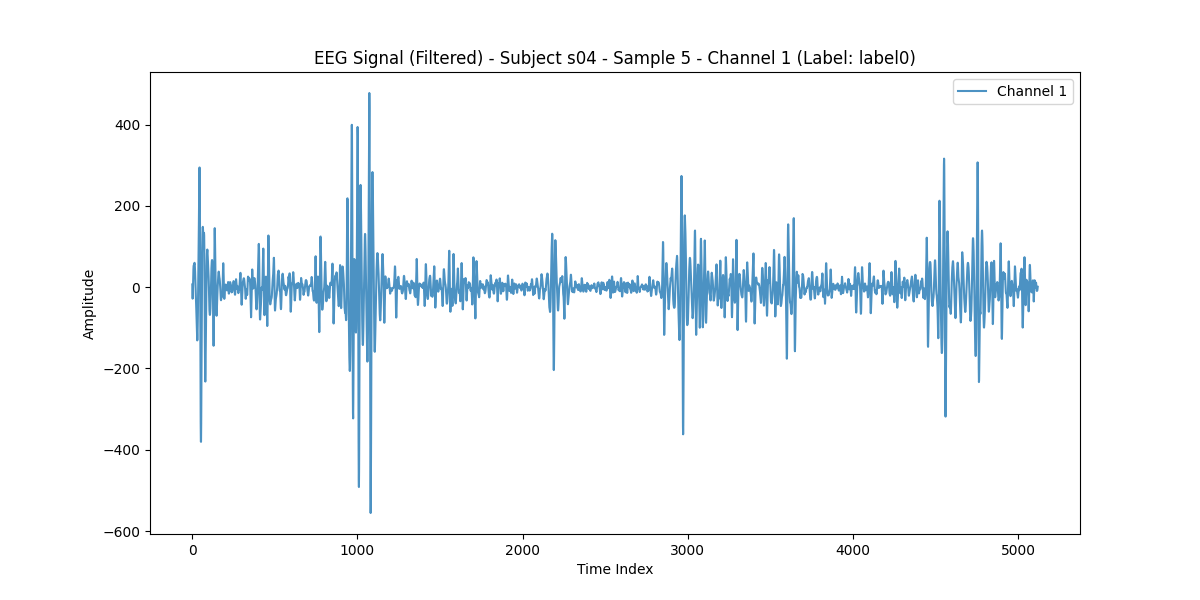 EEG Signal (Filtered) - Subject s04 - Sample 5 - Channel 1 (Label: label0)
Channel 1
400
200
0
−200
−400
−600
Amplitude
0 1000 2000 3000 4000 5000
Time Index